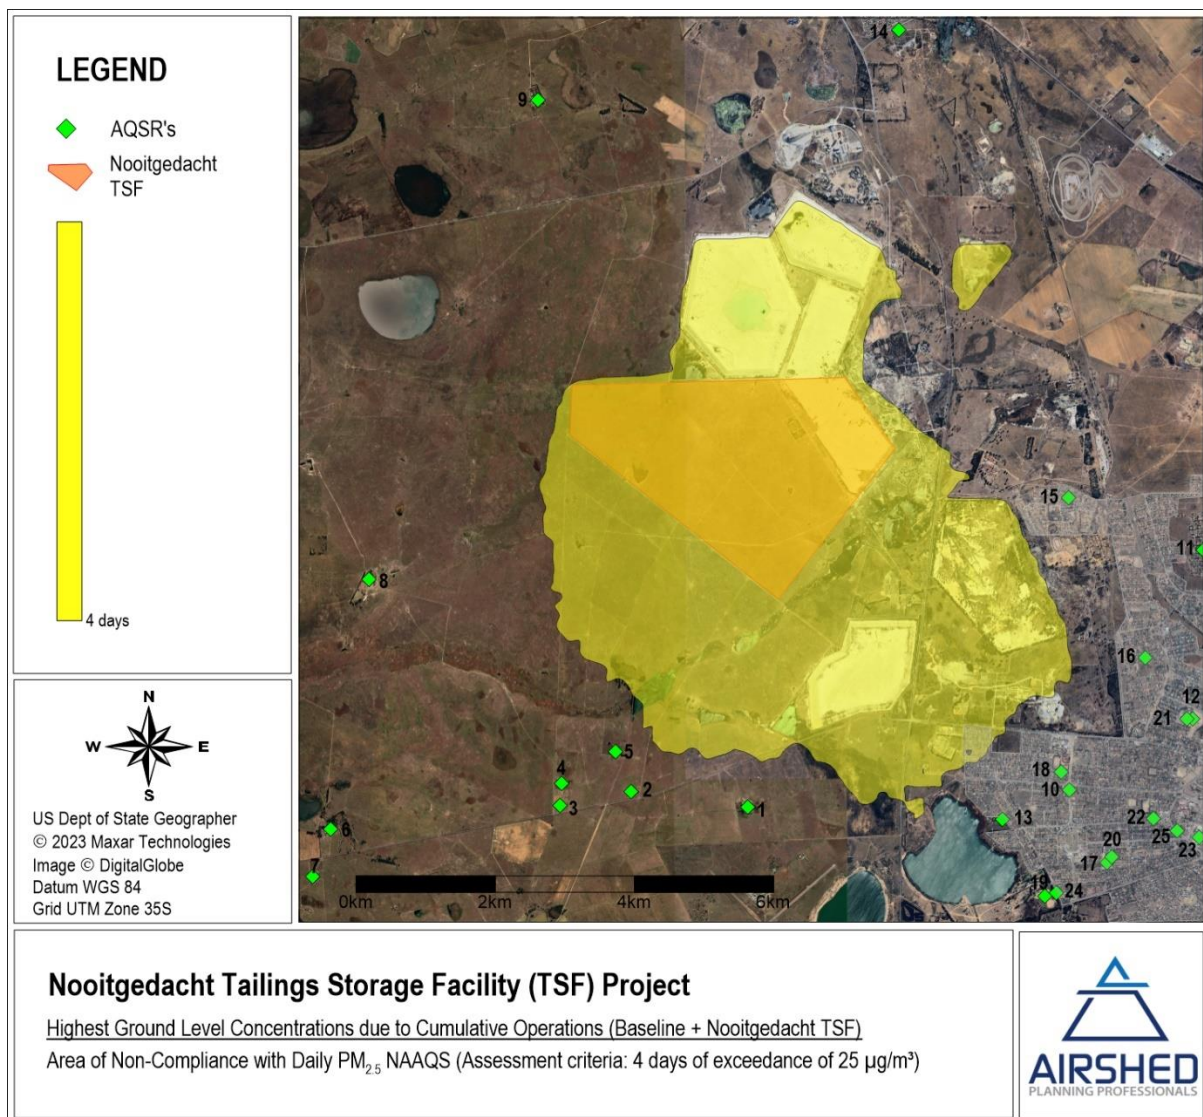 LEGEND
AQSR's
Nooitgedacht
TSF
4 days
N
W E
S
US Dept of State Geographer
© 2023 Maxar Technologies
Image © DigitalGlobe
Datum WGS 84
Grid UTM Zone 35S
14
9
15
11
8
16
12
21
5
4
18
2
10
3
1
13
22
6
25
20
23
17
7
24
19
0km 2km 4km 6km
Nooitgedacht Tailings Storage Facility (TSF) Project
Highest Ground Level Concentrations due to Cumulative Operations (Baseline + Nooitgedacht TSF)
Area of Non-Compliance with Daily PM2.5 NAAQS (Assessment criteria: 4 days of exceedance of 25 µg/m³)
AIRSHED
PLANNING PROFESSIONALS